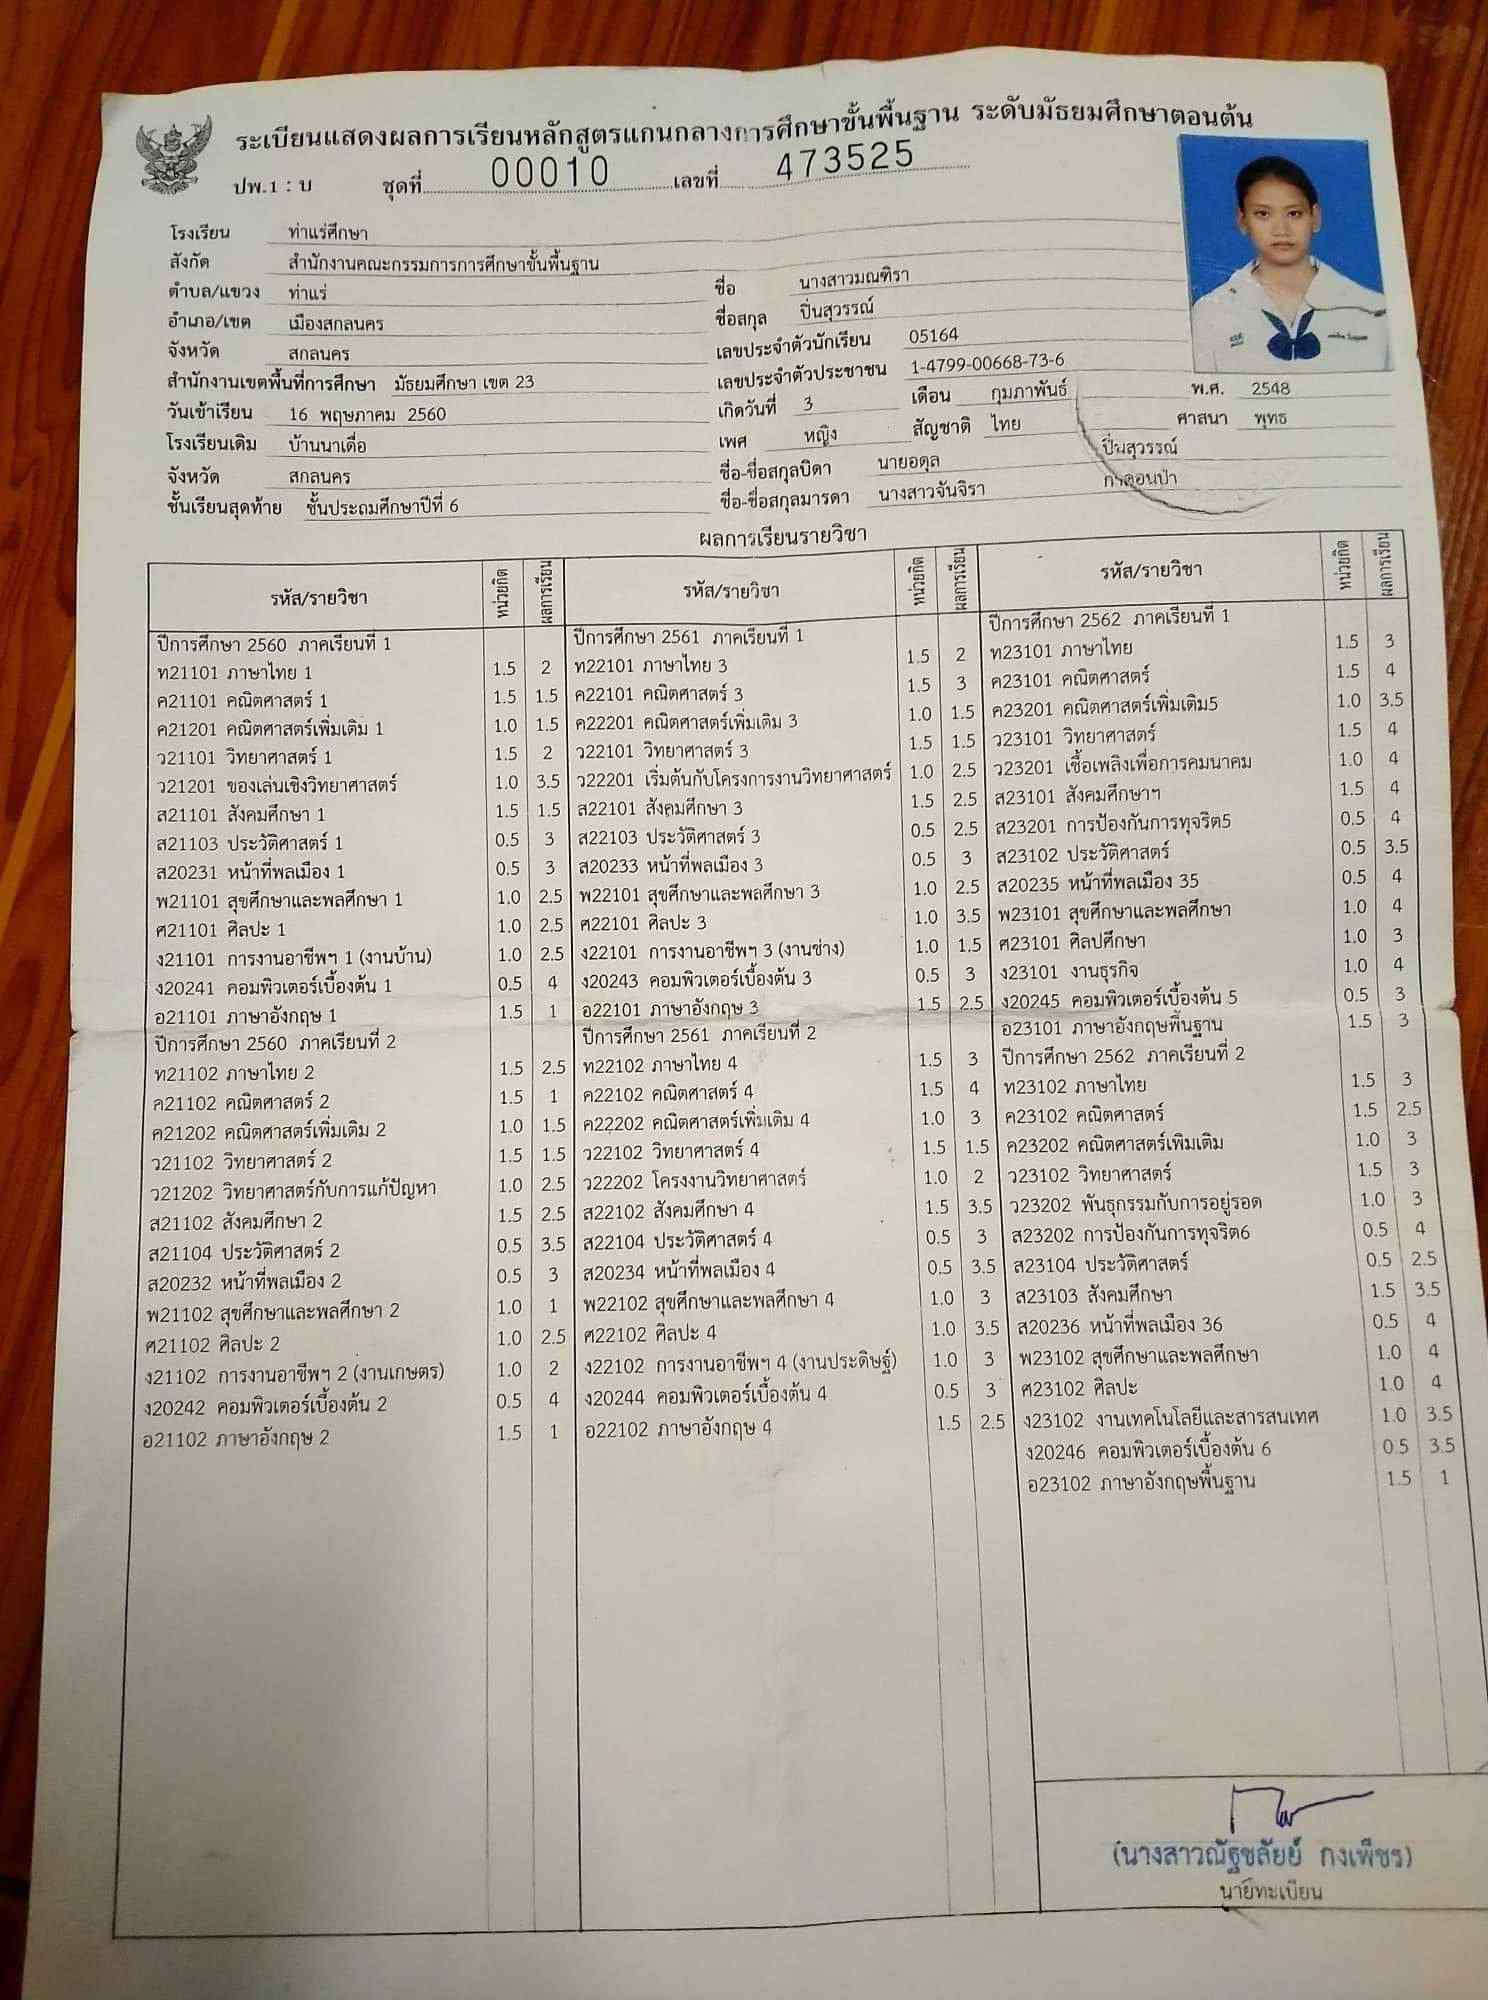 ระเบียนแสดงผลการเรียนหลักสูตรแกนกลางการศึกษาขั้นพื้นฐาน ระดับมัธยมศึกษาตอนต้น
ปพ.1 : บ ชุดที่ 00010 เลขที่ 473525
โรงเรียน ท่าแร่ศึกษา
สังกัด สำนักงานคณะกรรมการการศึกษาขั้นพื้นฐาน
ตำบล/แขวง ท่าแร่
อำเภอ/เขต เมืองสกลนคร
จังหวัด สกลนคร
สำนักงานเขตพื้นที่การศึกษา มัธยมศึกษา เขต 23
วันเข้าเรียน 16 พฤษภาคม 2560
โรงเรียนเดิม บ้านนาเดื่อ
จังหวัด สกลนคร
ชั้นเรียนสุดท้าย ชั้นประถมศึกษาปีที่ 6
ชื่อ นางสาวมณฑิรา
ชื่อสกุล ปิ่นสุวรรณ์
เลขประจำตัวนักเรียน 05164
เลขประจำตัวประชาชน 1-4799-00668-73-6
เกิดวันที่ 3 เดือน กุมภาพันธ์ พ.ศ. 2548
เพศ หญิง สัญชาติ ไทย ศาสนา พุทธ
ชื่อ-ชื่อสกุลบิดา นายอดุล ปิ่นสุวรรณ์
ชื่อ-ชื่อสกุลมารดา นางสาวจันจิรา
ผลการเรียนรายวิชา
รหัส/รายวิชา หน่วยกิต ผลการเรียน
ปีการศึกษา 2560 ภาคเรียนที่ 1
ท21101 ภาษาไทย 1 1.5 2
ค21101 คณิตศาสตร์ 1 1.5 1.5
ค21201 คณิตศาสตร์เพิ่มเติม 1 1.0 1.5
ว21101 วิทยาศาสตร์ 1 1.5 2
ว21201 ของเล่นเชิงวิทยาศาสตร์ 1.0 3.5
ส21101 สังคมศึกษา 1 1.5 1.5
ส21103 ประวัติศาสตร์ 1 0.5 3
ส20231 หน้าที่พลเมือง 1 0.5 3
พ21101 สุขศึกษาและพลศึกษา 1 1.0 2.5
ศ21101 ศิลปะ 1 1.0 2.5
ง21101 การงานอาชีพฯ 1 (งานบ้าน) 1.0 2.5
ง20241 คอมพิวเตอร์เบื้องต้น 1 0.5 4
อ21101 ภาษาอังกฤษ 1 1.5 1
ปีการศึกษา 2560 ภาคเรียนที่ 2
ท21102 ภาษาไทย 2 1.5 2.5
ค21102 คณิตศาสตร์ 2 1.5 1
ค21202 คณิตศาสตร์เพิ่มเติม 2 1.0 1.5
ว21102 วิทยาศาสตร์ 2 1.5 1.5
ว21202 วิทยาศาสตร์กับการแก้ปัญหา 1.0 2.5
ส21102 สังคมศึกษา 2 1.5 2.5
ส21104 ประวัติศาสตร์ 2 0.5 3.5
ส20232 หน้าที่พลเมือง 2 0.5 3
พ21102 สุขศึกษาและพลศึกษา 2 1.0 1
ศ21102 ศิลปะ 2 1.0 2.5
ง21102 การงานอาชีพฯ 2 (งานเกษตร) 1.0 2
ง20242 คอมพิวเตอร์เบื้องต้น 2 0.5 4
อ21102 ภาษาอังกฤษ 2 1.5 1
รหัส/รายวิชา หน่วยกิต ผลการเรียน
ปีการศึกษา 2561 ภาคเรียนที่ 1
ท22101 ภาษาไทย 3 1.5 2
ค22101 คณิตศาสตร์ 3 1.5 3
ค22201 คณิตศาสตร์เพิ่มเติม 3 1.0 1.5
ว22101 วิทยาศาสตร์ 3 1.5 1.5
ว22201 เริ่มต้นกับโครงการงานวิทยาศาสตร์ 1.0 2.5
ส22101 สังคมศึกษา 3 1.5 2.5
ส22103 ประวัติศาสตร์ 3 0.5 2.5
ส20233 หน้าที่พลเมือง 3 0.5 3
พ22101 สุขศึกษาและพลศึกษา 3 1.0 2.5
ศ22101 ศิลปะ 3 1.0 3.5
ง22101 การงานอาชีพฯ 3 (งานช่าง) 1.0 1.5
ง20243 คอมพิวเตอร์เบื้องต้น 3 0.5 3
อ22101 ภาษาอังกฤษ 3 1.5 2.5
ปีการศึกษา 2561 ภาคเรียนที่ 2
ท22102 ภาษาไทย 4 1.5 3
ค22102 คณิตศาสตร์ 4 1.5 4
ค22202 คณิตศาสตร์เพิ่มเติม 4 1.0 3
ว22102 วิทยาศาสตร์ 4 1.5 1.5
ว22202 โครงงานวิทยาศาสตร์ 1.0 2
ส22102 สังคมศึกษา 4 1.5 3.5
ส22104 ประวัติศาสตร์ 4 0.5 3
ส20234 หน้าที่พลเมือง 4 0.5 3.5
พ22102 สุขศึกษาและพลศึกษา 4 1.0 3
ศ22102 ศิลปะ 4 1.0 3.5
ง22102 การงานอาชีพฯ 4 (งานประดิษฐ์) 1.0 3
ง20244 คอมพิวเตอร์เบื้องต้น 4 0.5 3
อ22102 ภาษาอังกฤษ 4 1.5 2.5
รหัส/รายวิชา หน่วยกิต ผลการเรียน
ปีการศึกษา 2562 ภาคเรียนที่ 1
ท23101 ภาษาไทย 1.5 3
ค23101 คณิตศาสตร์ 1.5 4
ค23201 คณิตศาสตร์เพิ่มเติม5 1.0 3.5
ว23101 วิทยาศาสตร์ 1.5 4
ว23201 เชื้อเพลิงเพื่อการคมนาคม 1.0 4
ส23101 สังคมศึกษาฯ 1.5 4
ส23201 การป้องกันการทุจริต5 0.5 4
ส23102 ประวัติศาสตร์ 0.5 3.5
ส20235 หน้าที่พลเมือง 35 0.5 4
พ23101 สุขศึกษาและพลศึกษา 1.0 4
ศ23101 ศิลปศึกษา 1.0 3
ง23101 งานธุรกิจ 1.0 4
ง20245 คอมพิวเตอร์เบื้องต้น 5 0.5 3
อ23101 ภาษาอังกฤษพื้นฐาน 1.5 3
ปีการศึกษา 2562 ภาคเรียนที่ 2
ท23102 ภาษาไทย 1.5 3
ค23102 คณิตศาสตร์ 1.5 2.5
ค23202 คณิตศาสตร์เพิ่มเติม 1.0 3
ว23102 วิทยาศาสตร์ 1.5 3
ว23202 พันธุกรรมกับการอยู่รอด 1.0 3
ส23202 การป้องกันการทุจริต6 0.5 4
ส23104 ประวัติศาสตร์ 0.5 2.5
ส23103 สังคมศึกษา 1.5 3.5
ส20236 หน้าที่พลเมือง 36 0.5 4
พ23102 สุขศึกษาและพลศึกษา 1.0 4
ศ23102 ศิลปะ 1.0 4
ง23102 งานเทคโนโลยีและสารสนเทศ 1.0 3.5
ง20246 คอมพิวเตอร์เบื้องต้น 6 0.5 3.5
อ23102 ภาษาอังกฤษพื้นฐาน 1.5 1
(นางสาวณัฐชลัยย์ กงเพ็ชร)
นายทะเบียน